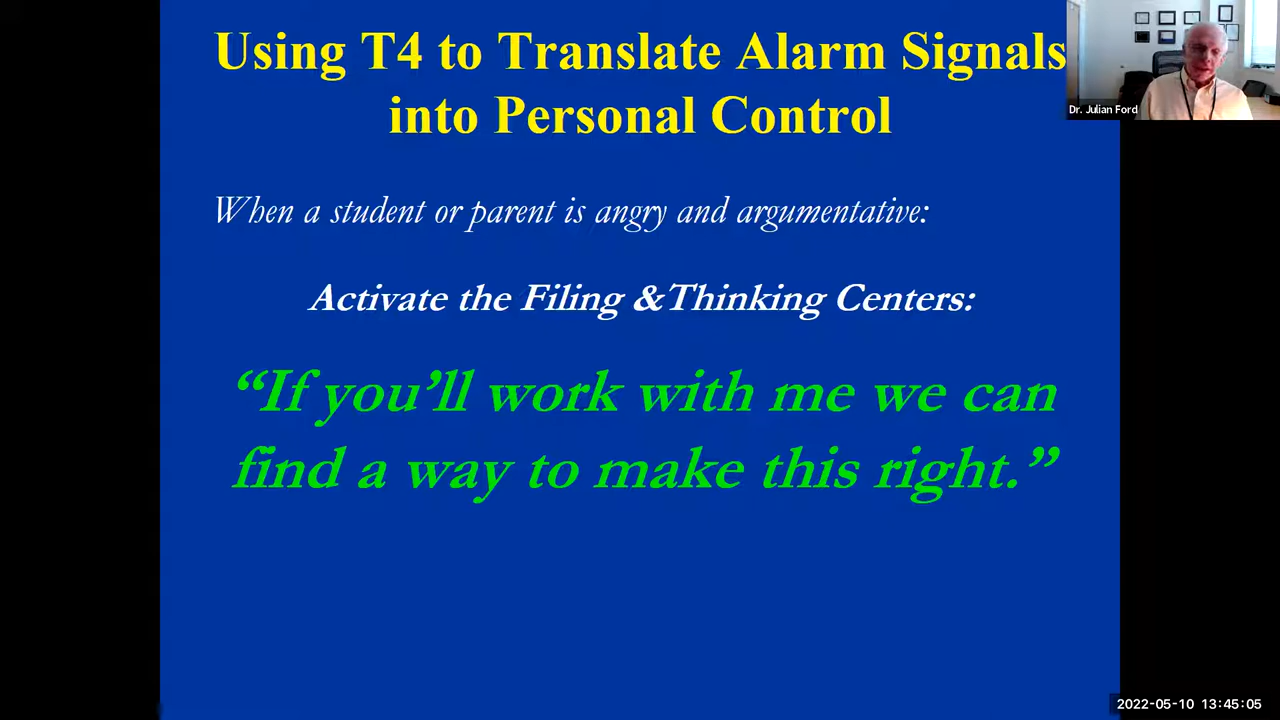 Using T4 to Translate Alarm Signals
into Personal Control
Dr. Julian Ford
When a student or parent is angry and argumentative:
Activate the Filing &Thinking Centers:
“If you’ll work with me we can
find a way to make this right.”
2022-05-10 13:45:05